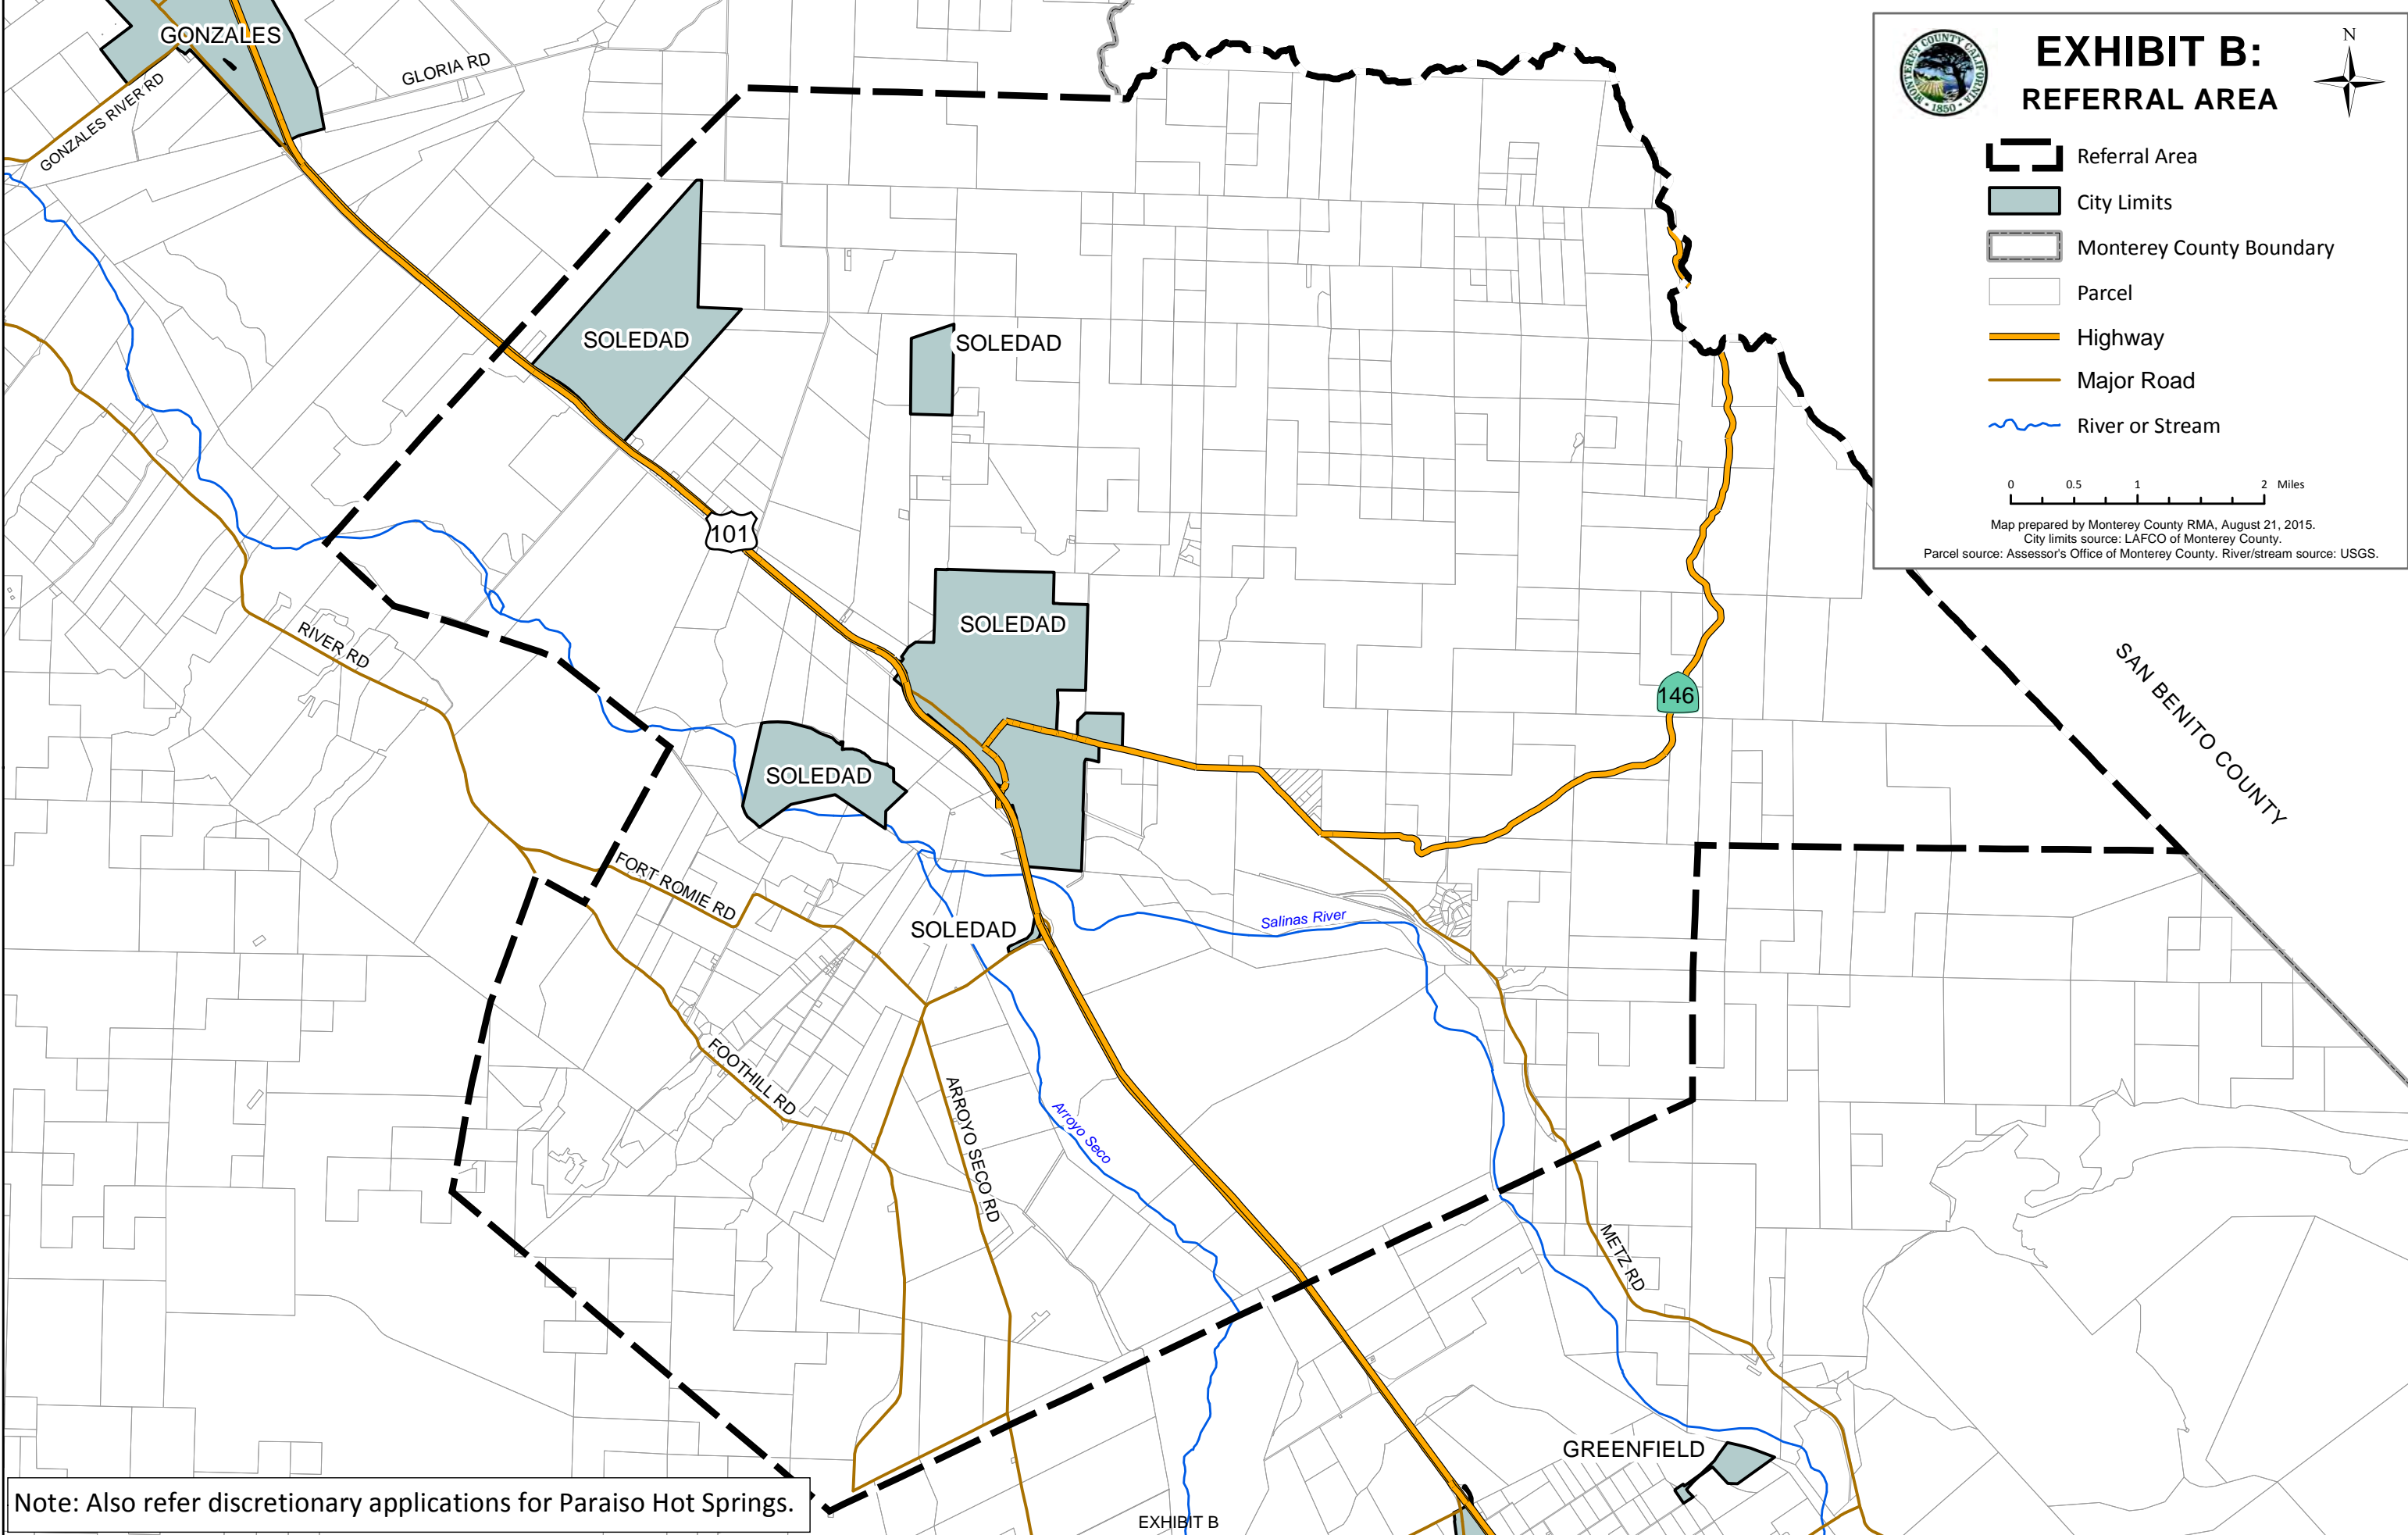 GONZALES
GLORIA RD
GONZALES RIVER RD
EXHIBIT B:
REFERRAL AREA
MONTEREY COUNTY CALIFORNIA
• 1850 •
N
Referral Area
City Limits
Monterey County Boundary
Parcel
Highway
Major Road
River or Stream
0 0.5 1 2 Miles
Map prepared by Monterey County RMA, August 21, 2015.
City limits source: LAFCO of Monterey County.
Parcel source: Assessor's Office of Monterey County. River/stream source: USGS.
SOLEDAD
SOLEDAD
101
SOLEDAD
RIVER RD
146
SAN BENITO COUNTY
SOLEDAD
FORT ROMIE RD
SOLEDAD
Salinas River
FOOTHILL RD
ARROYO SECO RD
Arroyo Seco
METZ RD
GREENFIELD
Note: Also refer discretionary applications for Paraiso Hot Springs.
EXHIBIT B